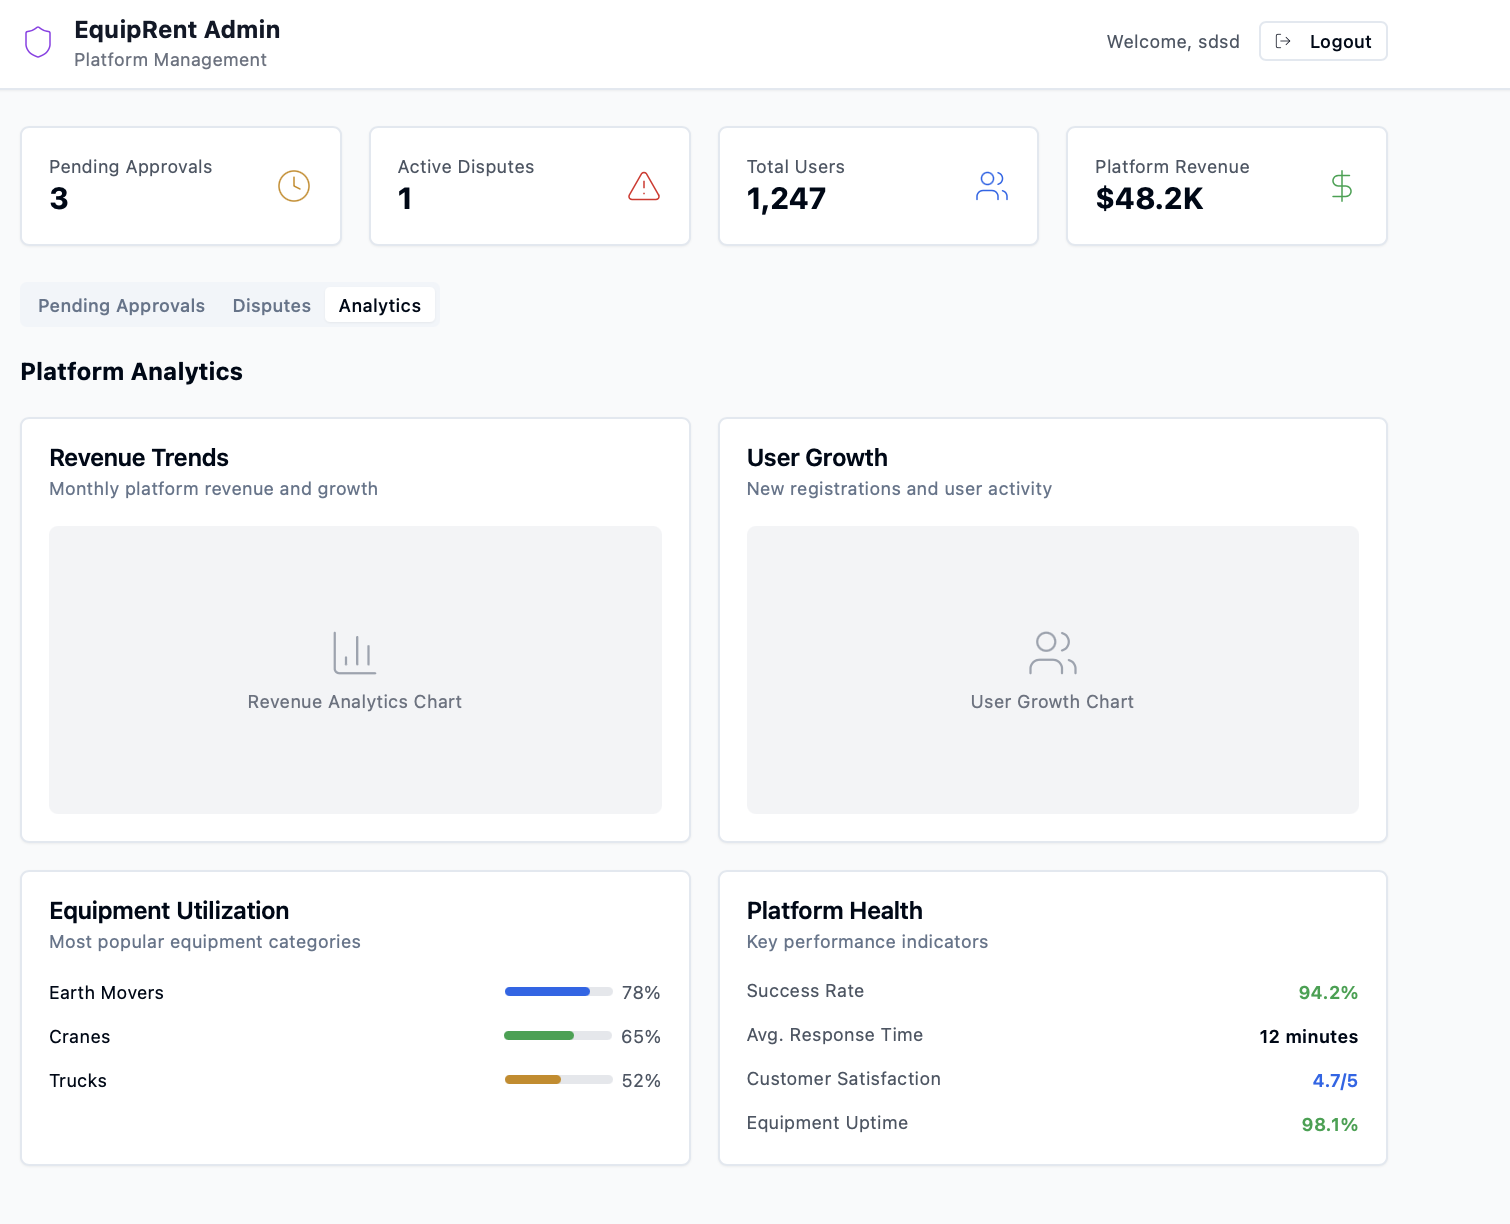 EquipRent Admin
Platform Management
Welcome, sdsd
Logout
Pending Approvals
3
Active Disputes
1
Total Users
1,247
Platform Revenue
$48.2K
Pending Approvals
Disputes
Analytics
Platform Analytics
Revenue Trends
Monthly platform revenue and growth
Revenue Analytics Chart
User Growth
New registrations and user activity
User Growth Chart
Equipment Utilization
Most popular equipment categories
Earth Movers 78%
Cranes 65%
Trucks 52%
Platform Health
Key performance indicators
Success Rate 94.2%
Avg. Response Time 12 minutes
Customer Satisfaction 4.7/5
Equipment Uptime 98.1%